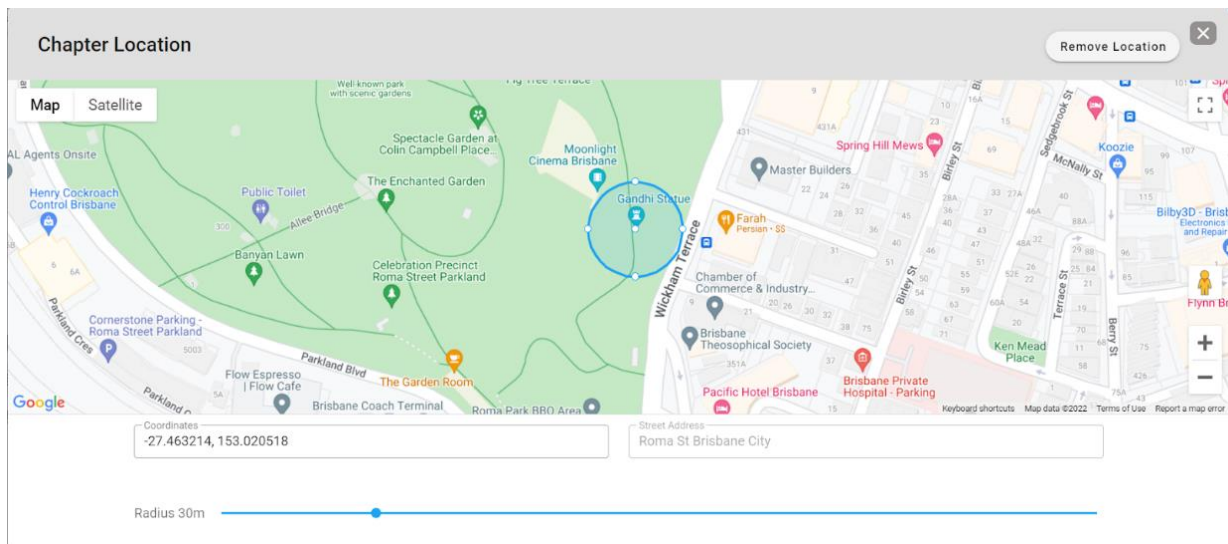 Chapter Location
Remove Location
Map
Satellite
Well known park
with scenic gardens
Fig Tree Terrace
Spectacle Garden at
Colin Campbell Place
Moonlight
Cinema Brisbane
AL Agents Onsite
The Enchanted Garden
Public Toilet
Henry Cockroach
Control Brisbane
Allee Bridge
Gandhi Statue
Banyan Lawn
Celebration Precinct
Roma Street Parkland
Cornerstone Parking -
Roma Street Parkland
Parkland Cres
Parkland Blvd
Flow Espresso
| Flow Cafe
The Garden Room
Brisbane Coach Terminal
Roma Park BBQ Area
Wickham Terrace
Master Builders
Spring Hill Mews
Farah
Persian · $$
Chamber of
Commerce & Industry...
Brisbane
Theosophical Society
Pacific Hotel Brisbane
Brisbane Private
Hospital - Parking
Birley St
Birley St
Sedgebrook St
McNally St
Koozie
Bilby3D - Brisb
Electronics
and Repair
Terrace St
Berry St
Ken Mead
Place
Flynn Br
Google
Keyboard shortcuts
Map data ©2022
Terms of Use
Report a map error
Coordinates
-27.463214, 153.020518
Street Address
Roma St Brisbane City
Radius 30m